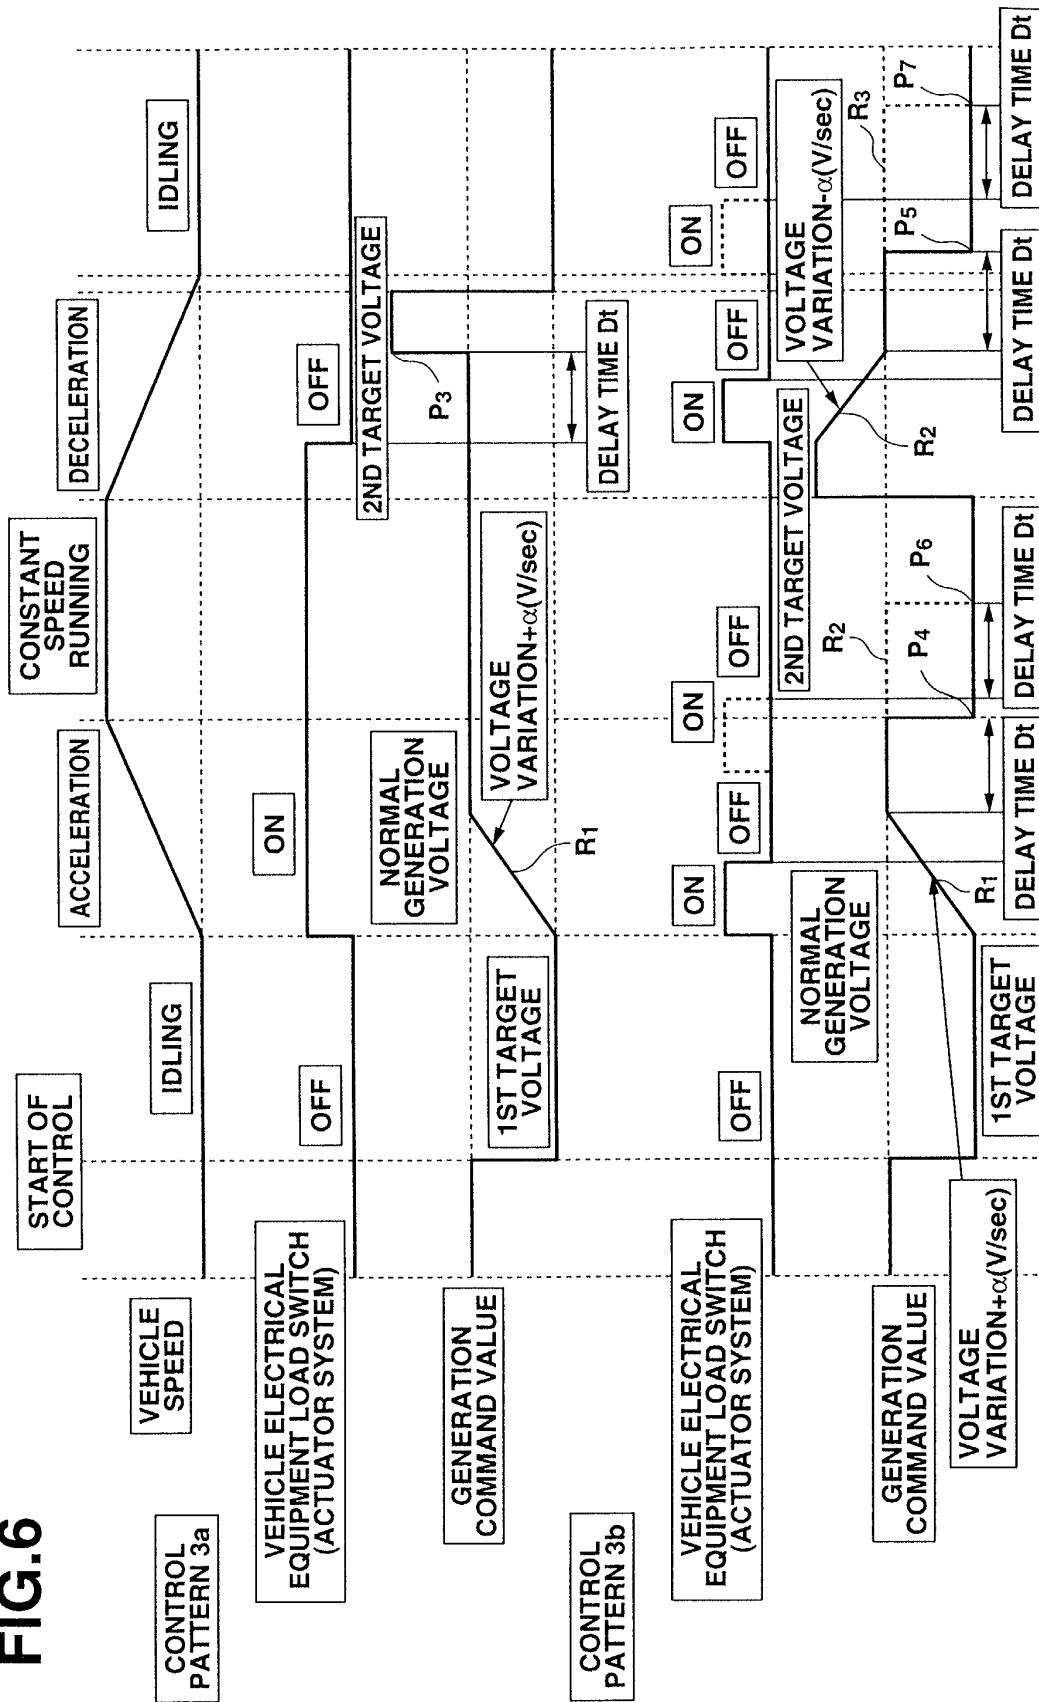 FIG.6
START OF
CONTROL
IDLING
ACCELERATION
CONSTANT
SPEED
RUNNING
DECELERATION
IDLING
CONTROL
PATTERN 3a
VEHICLE
SPEED
VEHICLE ELECTRICAL
EQUIPMENT LOAD SWITCH
(ACTUATOR SYSTEM)
OFF
ON
OFF
GENERATION
COMMAND VALUE
1ST TARGET
VOLTAGE
NORMAL
GENERATION
VOLTAGE
R1
VOLTAGE
VARIATION+α(V/sec)
2ND TARGET VOLTAGE
P3
DELAY TIME Dt
CONTROL
PATTERN 3b
VEHICLE ELECTRICAL
EQUIPMENT LOAD SWITCH
(ACTUATOR SYSTEM)
OFF
ON
OFF
ON
OFF
ON
OFF
ON
OFF
GENERATION
COMMAND VALUE
VOLTAGE
VARIATION+α(V/sec)
1ST TARGET
VOLTAGE
NORMAL
GENERATION
VOLTAGE
R1
DELAY TIME Dt
P4
R2
P6
DELAY TIME Dt
2ND TARGET VOLTAGE
R2
VOLTAGE
VARIATION-α(V/sec)
DELAY TIME Dt
P5
R3
P7
DELAY TIME Dt